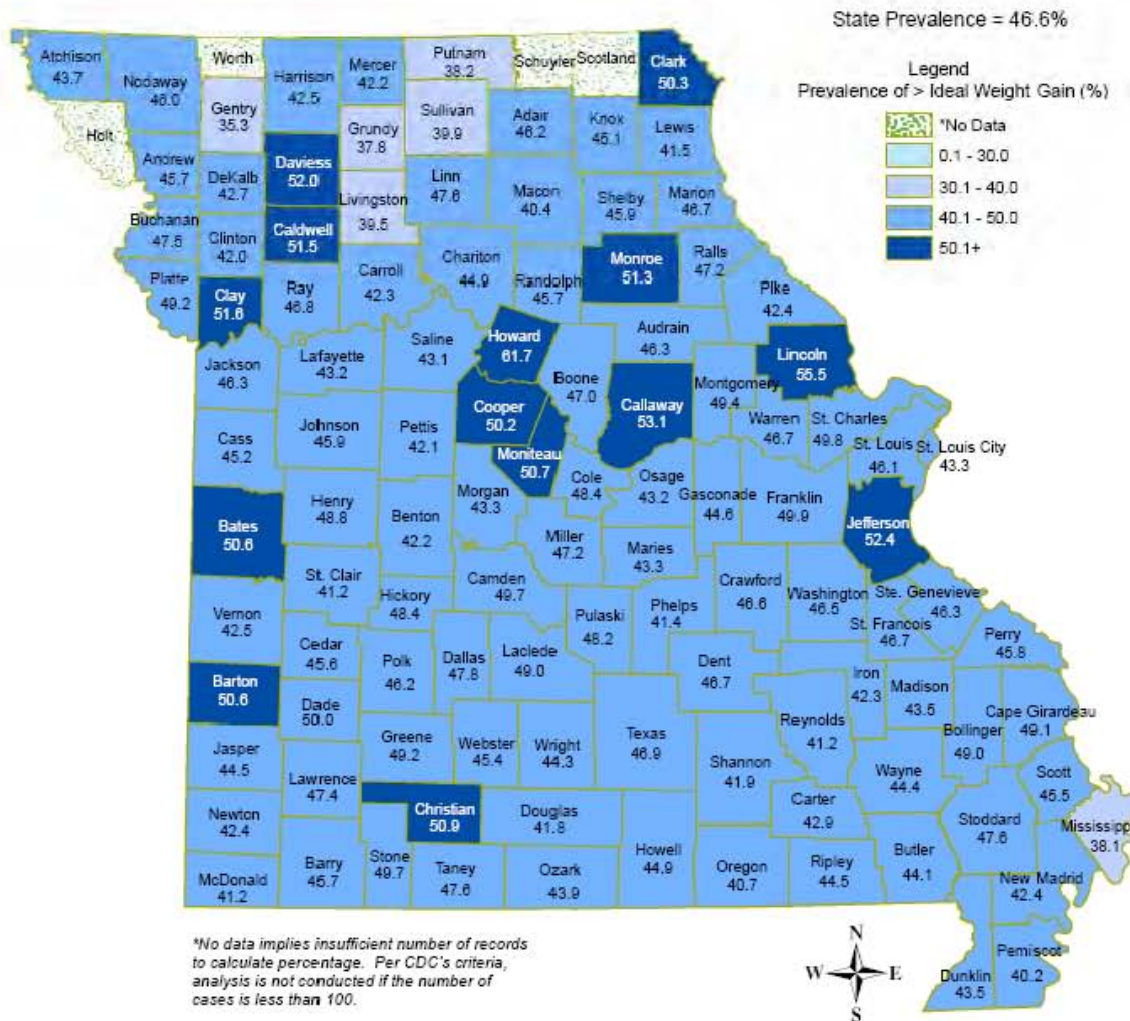 State Prevalence = 46.6%
Legend
Prevalence of > Ideal Weight Gain (%)
*No Data
0.1 - 30.0
30.1 - 40.0
40.1 - 50.0
50.1+
Atchison
43.7
Nodaway
46.0
Worth
Harrison
42.5
Mercer
42.2
Putnam
38.2
Schuyler
Scotland
Clark
50.3
Holt
Gentry
35.3
Andrew
45.7
DeKalb
42.7
Daviess
52.0
Grundy
37.8
Sullivan
39.9
Adair
46.2
Knox
45.1
Lewis
41.5
Buchanan
47.5
Clinton
42.0
Caldwell
51.5
Livingston
39.5
Linn
47.6
Macon
40.4
Shelby
45.9
Marion
46.7
Platte
49.2
Clay
51.6
Ray
46.8
Carroll
42.3
Chariton
44.9
Randolph
45.7
Monroe
51.3
Ralls
47.2
Pike
42.4
Jackson
46.3
Lafayette
43.2
Saline
43.1
Howard
61.7
Boone
47.0
Audrain
46.3
Callaway
53.1
Montgomery
49.4
Lincoln
55.5
Warren
46.7
St. Charles
49.8
St. Louis
46.1
St. Louis City
43.3
Cass
45.2
Johnson
45.9
Pettis
42.1
Cooper
50.2
Moniteau
50.7
Morgan
43.3
Cole
48.4
Osage
43.2
Gasconade
44.6
Franklin
49.9
Jefferson
52.4
Bates
50.6
Henry
48.8
Benton
42.2
Miller
47.2
Maries
43.3
Vernon
42.5
St. Clair
41.2
Hickory
48.4
Camden
49.7
Pulaski
48.2
Phelps
41.4
Crawford
46.6
Washington
46.5
Ste. Genevieve
46.3
St. Francois
46.7
Perry
45.8
Barton
50.6
Cedar
45.6
Polk
46.2
Dallas
47.8
Laclede
49.0
Dent
46.7
Iron
42.3
Madison
43.5
Bollinger
49.0
Cape Girardeau
49.1
Dade
50.0
Greene
49.2
Webster
45.4
Wright
44.3
Texas
46.9
Shannon
41.9
Reynolds
41.2
Wayne
44.4
Scott
45.5
Jasper
44.5
Lawrence
47.4
Christian
50.9
Douglas
41.8
Carter
42.9
Stoddard
47.6
Mississipp
38.1
Newton
42.4
McDonald
41.2
Barry
45.7
Stone
49.7
Taney
47.6
Ozark
43.9
Howell
44.9
Oregon
40.7
Ripley
44.5
Butler
44.1
New Madrid
42.4
Pemiscot
40.2
Dunklin
43.5
*No data implies insufficient number of records
to calculate percentage. Per CDC's criteria,
analysis is not conducted if the number of
cases is less than 100.
N
W E
S